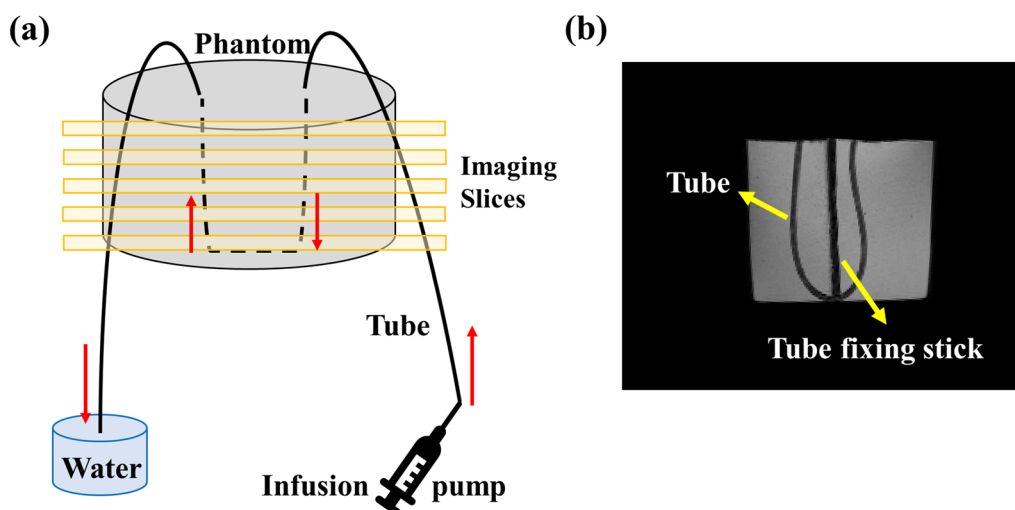 (a)
Phantom
Imaging
Slices
Tube
Water
Infusion pump
(b)
Tube
Tube fixing stick